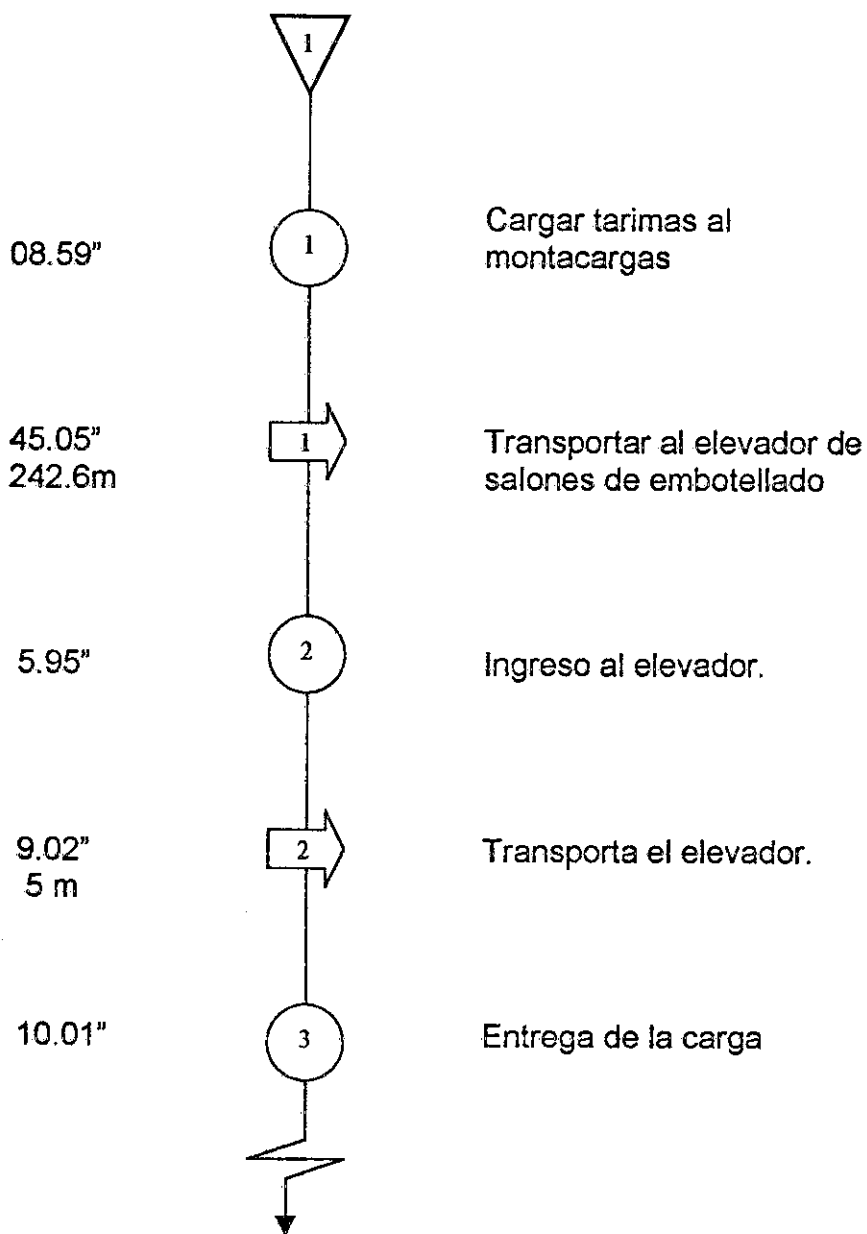 1
08.59"
1
Cargar tarimas al
montacargas
45.05"
242.6m
1
Transportar al elevador de
salones de embotellado
5.95"
2
Ingreso al elevador.
9.02"
5 m
2
Transporta el elevador.
10.01"
3
Entrega de la carga